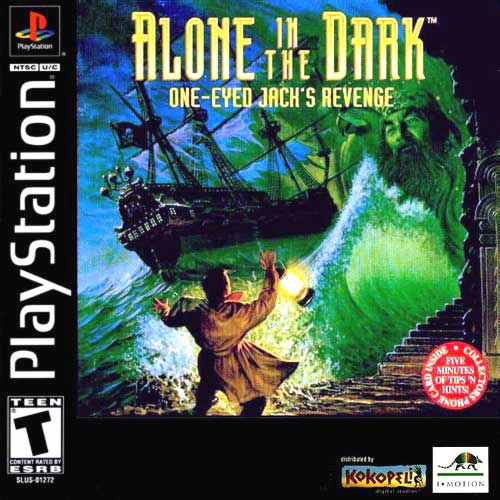 PlayStation
NTSC U/C
PlayStation
ALONE IN THE DARK™
ONE-EYED JACK'S REVENGE
COLLECTORS PHONE CARD INSIDE •
FIVE
MINUTES
OF TIPS 'N
HINTS!
TEEN
T
CONTENT RATED BY
ESRB
SLUS-01272
distributed by
KOKOPELI
digital studios
I•MOTION